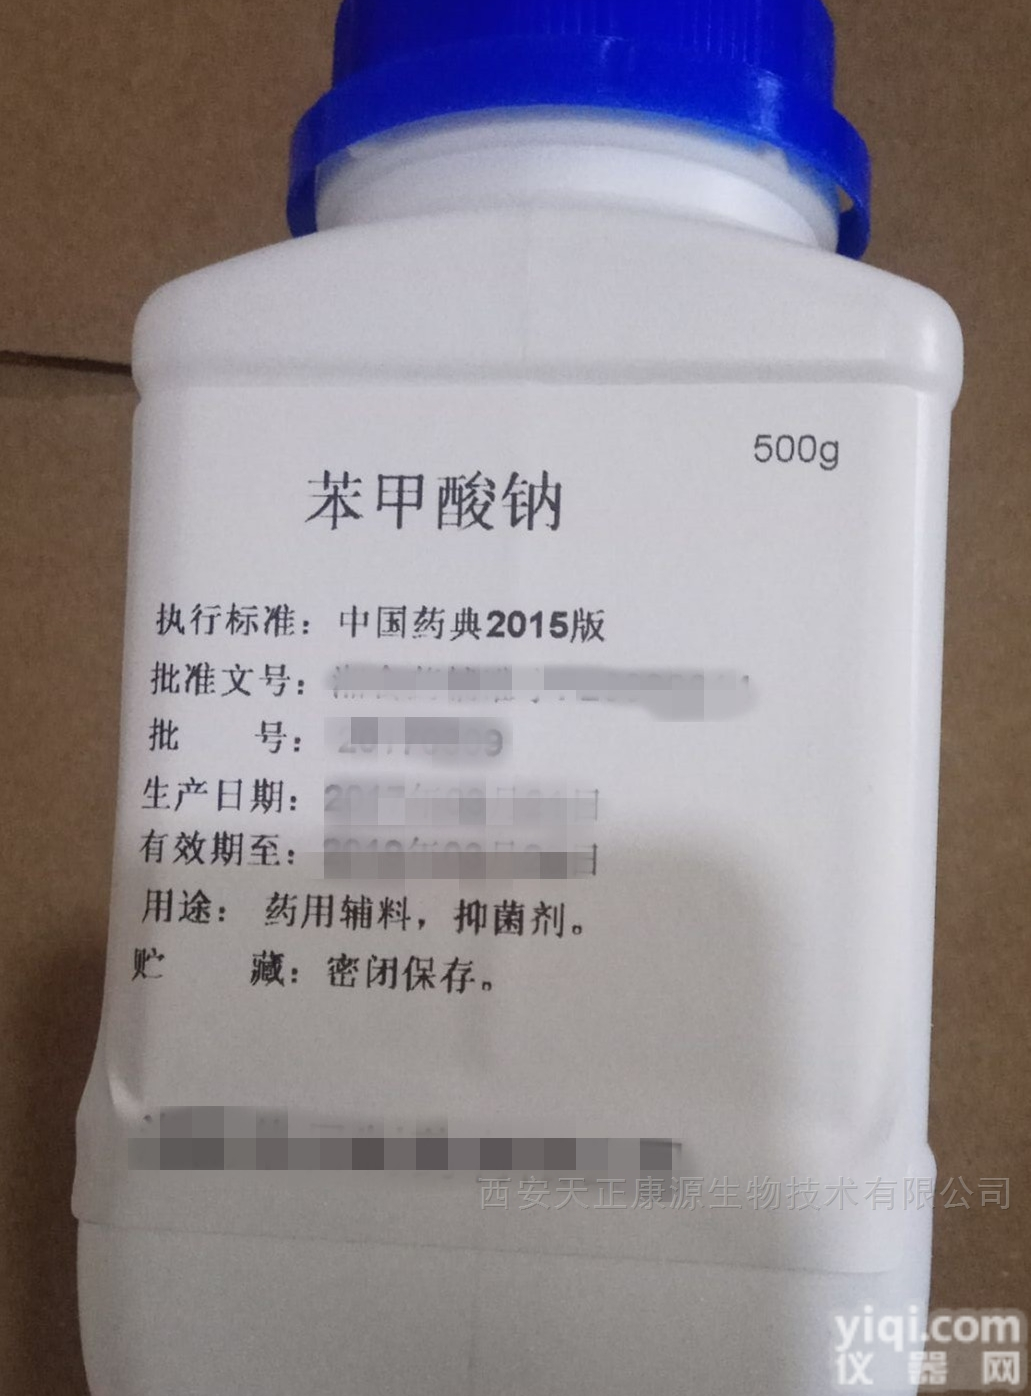 500g
苯甲酸钠
执行标准：中国药典2015版
批准文号：
批 号：
生产日期：
有效期至：
用途：药用辅料，抑菌剂。
贮 藏：密闭保存。
西安天正康源生物技术有限公司
yiqi.com
仪器网